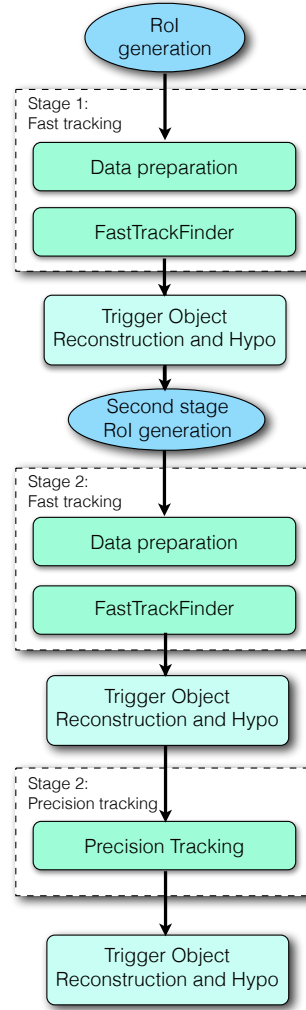 RoI
generation
Stage 1:
Fast tracking
Data preparation
FastTrackFinder
Trigger Object
Reconstruction and Hypo
Second stage
RoI generation
Stage 2:
Fast tracking
Data preparation
FastTrackFinder
Trigger Object
Reconstruction and Hypo
Stage 2:
Precision tracking
Precision Tracking
Trigger Object
Reconstruction and Hypo